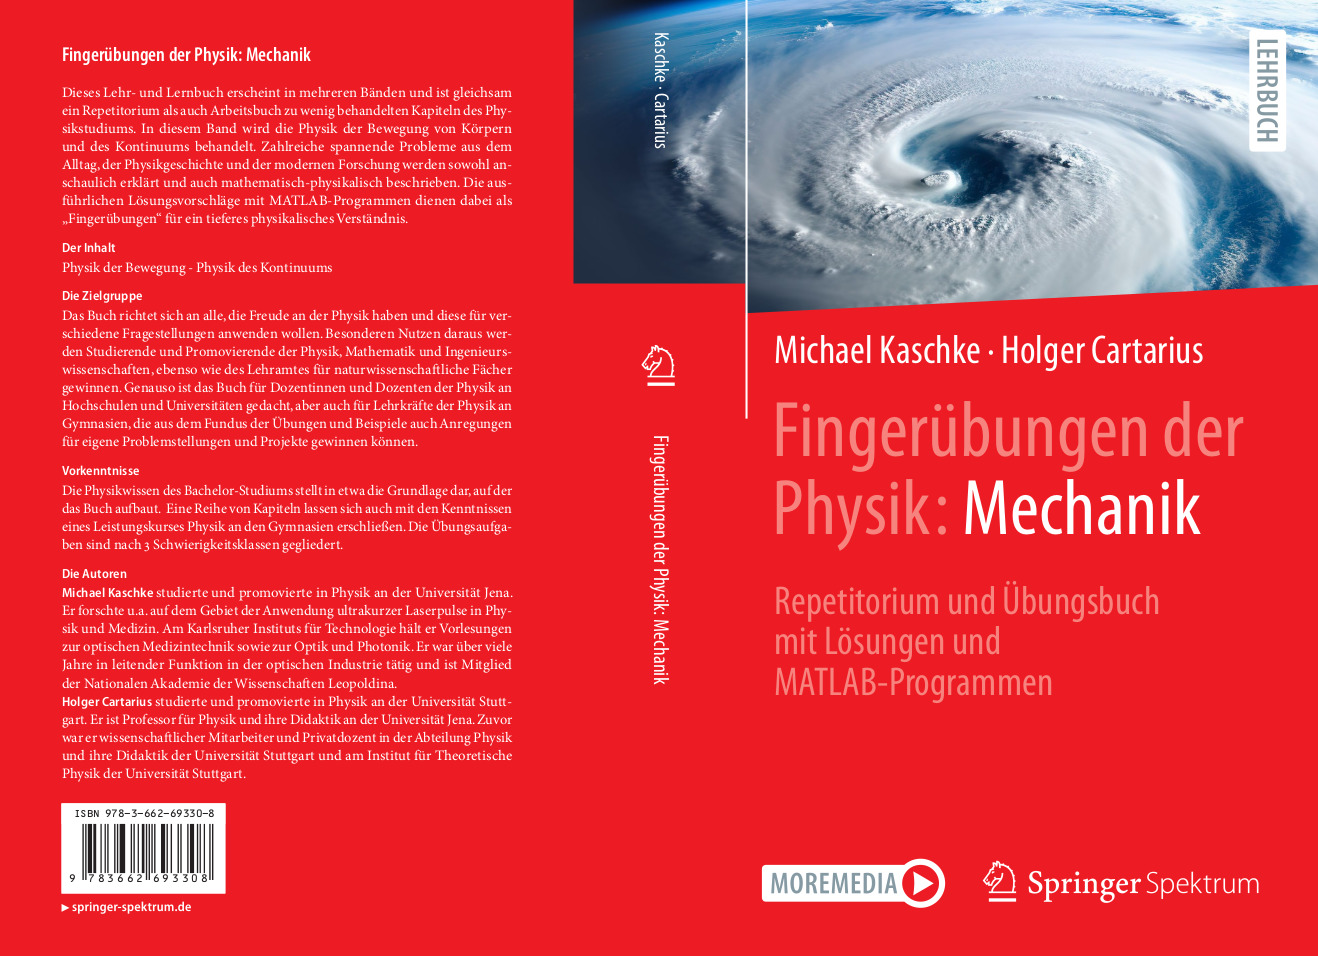 Fingerübungen der Physik: Mechanik
Dieses Lehr- und Lernbuch erscheint in mehreren Bänden und ist gleichsam
ein Repetitorium als auch Arbeitsbuch zu wenig behandelten Kapiteln des Phy-
sikstudiums. In diesem Band wird die Physik der Bewegung von Körpern
und des Kontinuums behandelt. Zahlreiche spannende Probleme aus dem
Alltag, der Physikgeschichte und der modernen Forschung werden sowohl an-
schaulich erklärt und auch mathematisch-physikalisch beschrieben. Die aus-
führlichen Lösungsvorschläge mit MATLAB-Programmen dienen dabei als
„Fingerübungen“ für ein tieferes physikalisches Verständnis.
Der Inhalt
Physik der Bewegung - Physik des Kontinuums
Die Zielgruppe
Das Buch richtet sich an alle, die Freude an der Physik haben und diese für ver-
schiedene Fragestellungen anwenden wollen. Besonderen Nutzen daraus wer-
den Studierende und Promovierende der Physik, Mathematik und Ingenieurs-
wissenschaften, ebenso wie des Lehramtes für naturwissenschaftliche Fächer
gewinnen. Genauso ist das Buch für Dozentinnen und Dozenten der Physik an
Hochschulen und Universitäten gedacht, aber auch für Lehrkräfte der Physik an
Gymnasien, die aus dem Fundus der Übungen und Beispiele auch Anregungen
für eigene Problemstellungen und Projekte gewinnen können.
Vorkenntnisse
Die Physikwissen des Bachelor-Studiums stellt in etwa die Grundlage dar, auf der
das Buch aufbaut. Eine Reihe von Kapiteln lassen sich auch mit den Kenntnissen
eines Leistungskurses Physik an den Gymnasien erschließen. Die Übungsaufga-
ben sind nach 3 Schwierigkeitsklassen gegliedert.
Die Autoren
Michael Kaschke studierte und promovierte in Physik an der Universität Jena.
Er forschte u.a. auf dem Gebiet der Anwendung ultrakurzer Laserpulse in Phy-
sik und Medizin. Am Karlsruher Instituts für Technologie hält er Vorlesungen
zur optischen Medizintechnik sowie zur Optik und Photonik. Er war über viele
Jahre in leitender Funktion in der optischen Industrie tätig und ist Mitglied
der Nationalen Akademie der Wissenschaften Leopoldina.
Holger Cartarius studierte und promovierte in Physik an der Universität Stutt-
gart. Er ist Professor für Physik und ihre Didaktik an der Universität Jena. Zuvor
war er wissenschaftlicher Mitarbeiter und Privatdozent in der Abteilung Physik
und ihre Didaktik der Universität Stuttgart und am Institut für Theoretische
Physik der Universität Stuttgart.
ISBN 978-3-662-69330-8
9 783662 693308
▶ springer-spektrum.de
Kaschke · Cartarius
Fingerübungen der Physik: Mechanik
LEHRBUCH
Michael Kaschke · Holger Cartarius
Fingerübungen der
Physik: Mechanik
Repetitorium und Übungsbuch
mit Lösungen und
MATLAB-Programmen
MOREMEDIA
Springer Spektrum